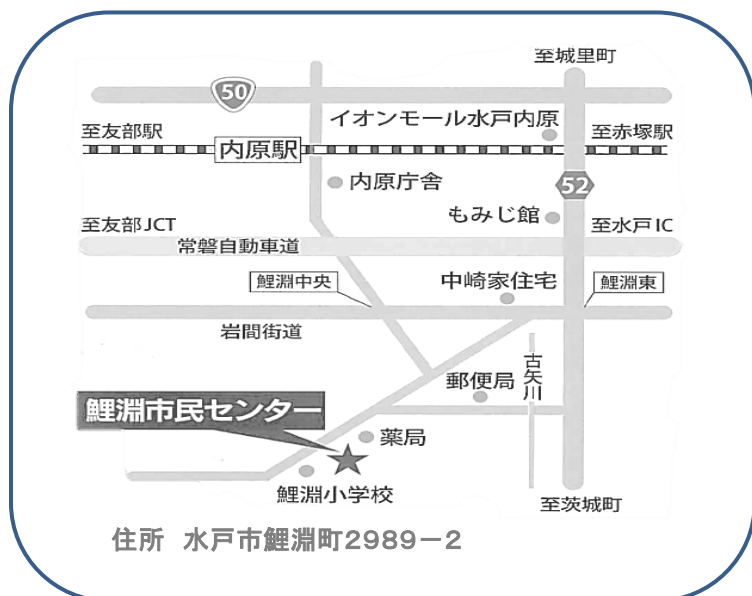 至城里町
50
イオンモール水戸内原
至友部駅
内原駅
至赤塚駅
内原庁舎
52
もみじ館
至友部JCT
至水戸IC
常磐自動車道
鯉淵中央
中崎家住宅
鯉淵東
岩間街道
古矢川
郵便局
鯉淵市民センター
薬局
鯉淵小学校
至茨城町
住所 水戸市鯉淵町2989－2